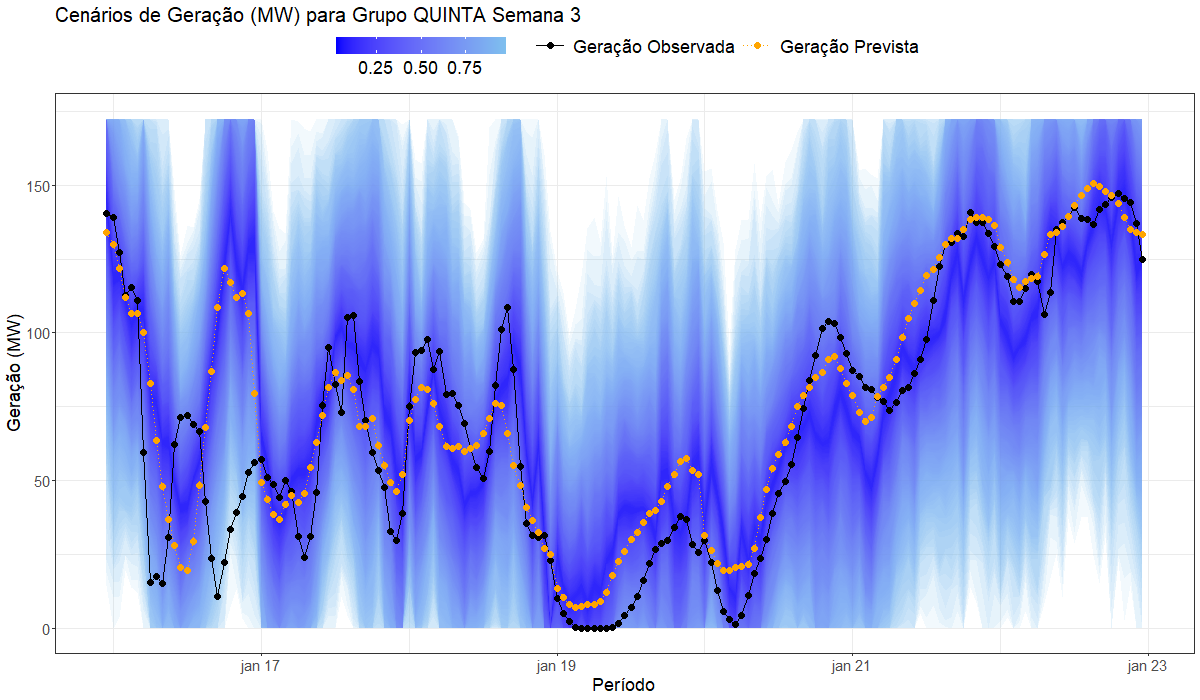 Cenários de Geração (MW) para Grupo QUINTA Semana 3
0.25 0.50 0.75 Geração Observada Geração Prevista
150
100
50
0
Geração (MW)
jan 17 jan 19 jan 21 jan 23
Período